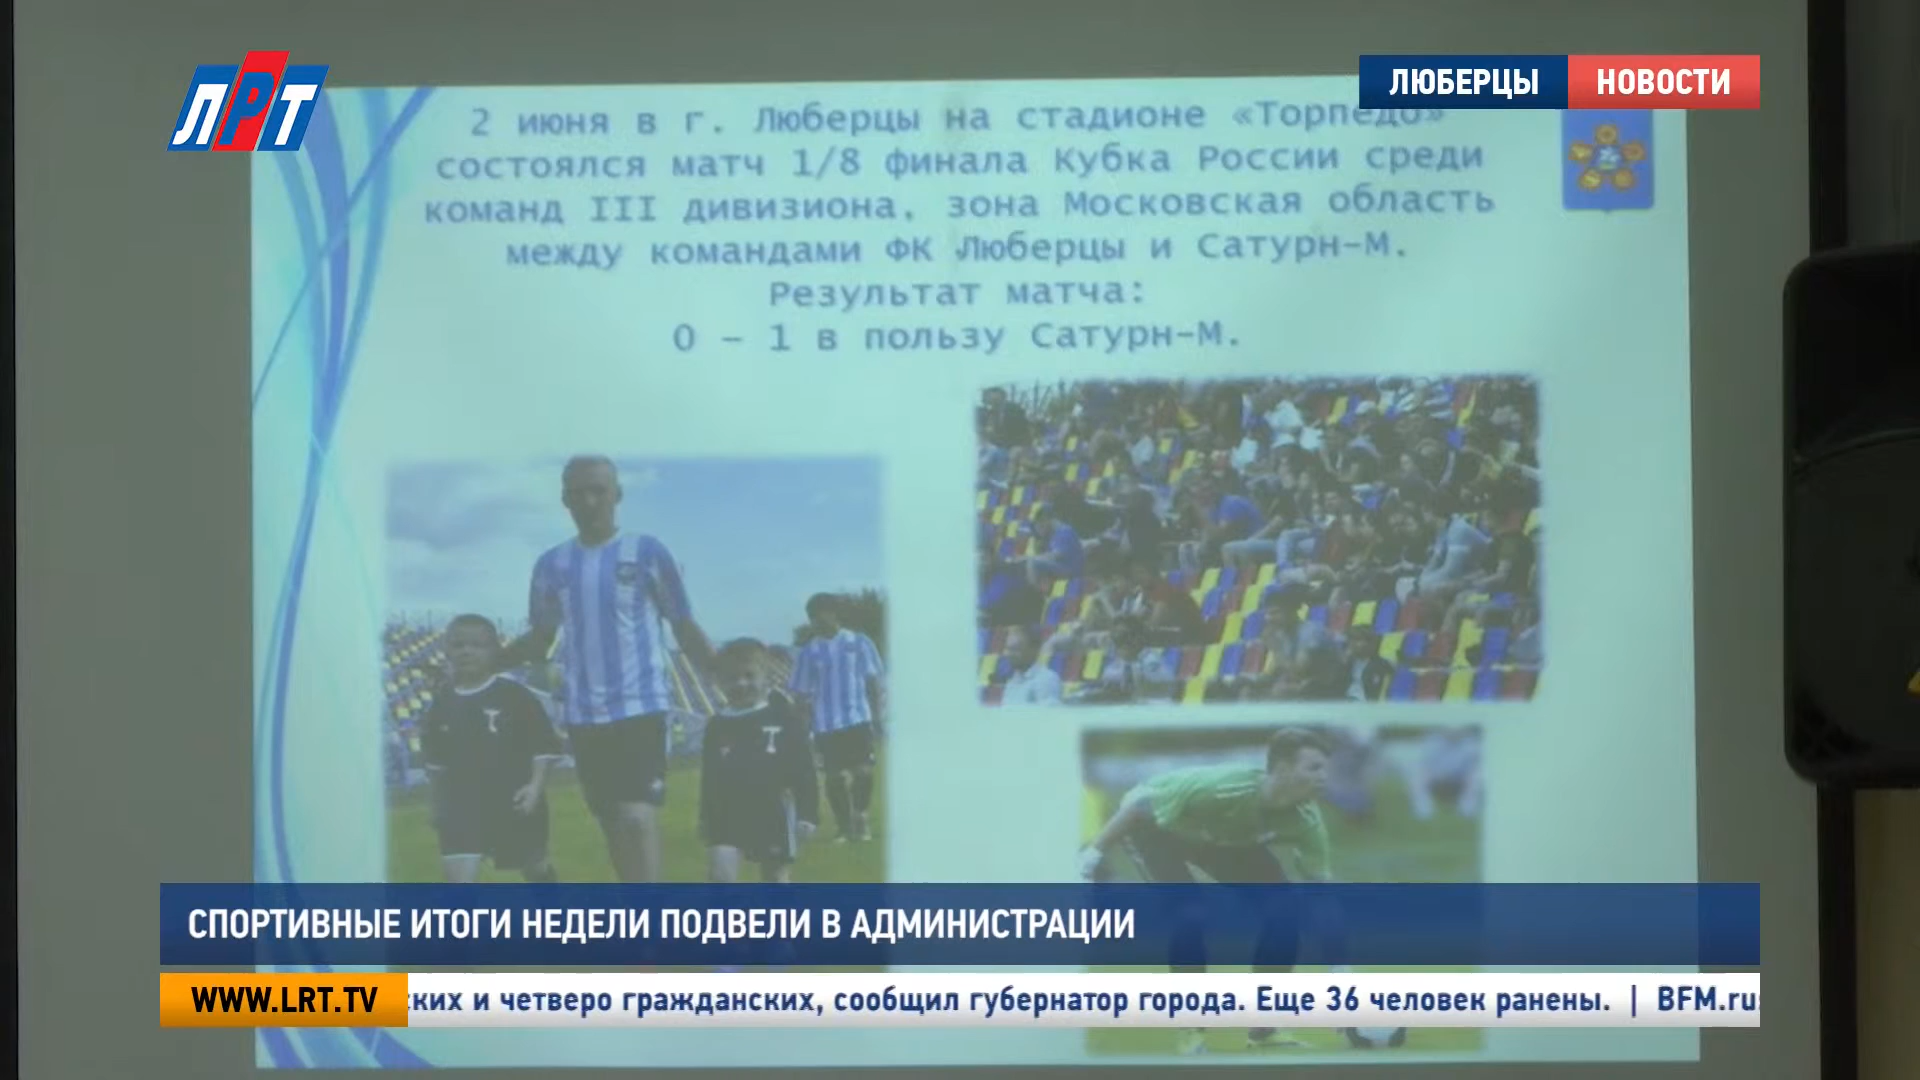 ЛРТ
ЛЮБЕРЦЫ НОВОСТИ
2 июня в г. Люберцы на стадионе «Торпедо»
состоялся матч 1/8 финала Кубка России среди
команд III дивизиона, зона Московская область
между командами ФК Люберцы и Сатурн-М.
Результат матча:
0 - 1 в пользу Сатурн-М.
Т
Т
СПОРТИВНЫЕ ИТОГИ НЕДЕЛИ ПОДВЕЛИ В АДМИНИСТРАЦИИ
WWW.LRT.TV ских и четверо гражданских, сообщил губернатор города. Еще 36 человек ранены. | BFM.ru